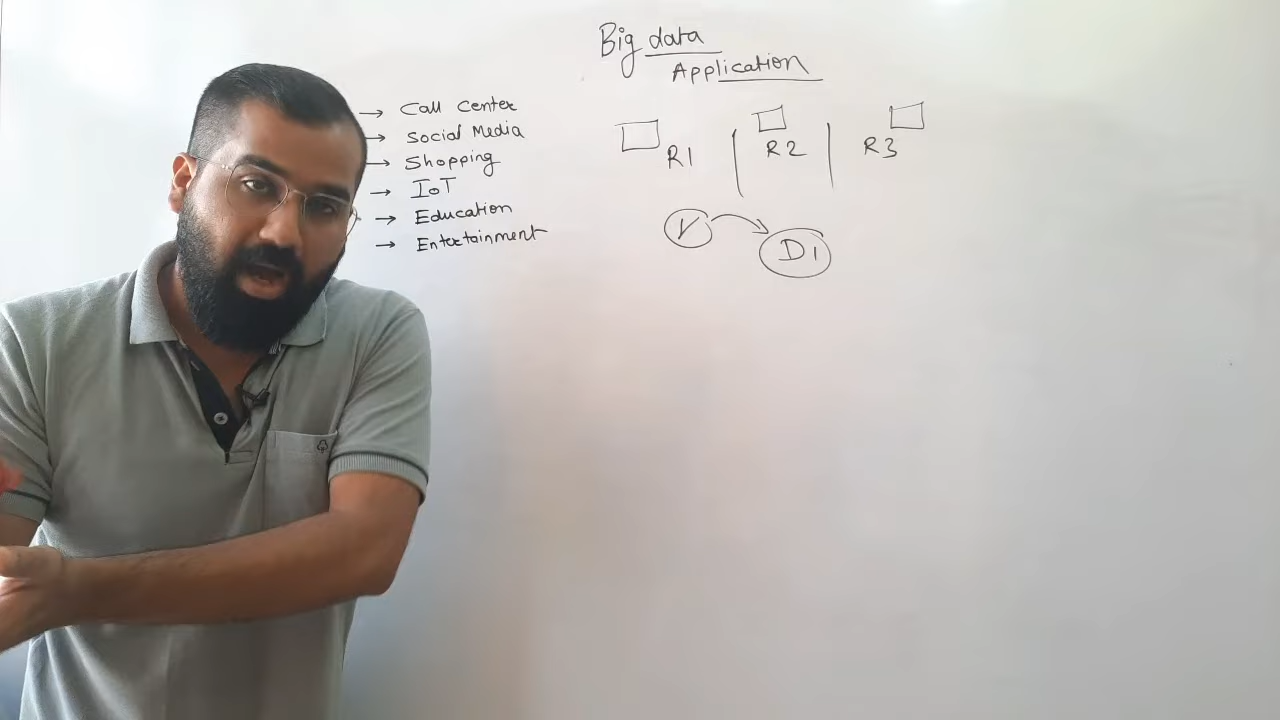 Big data
Application
→ Call Center
→ Social Media
→ Shopping
→ IoT
→ Education
→ Entertainment
R1 | R2 | R3
V → D1